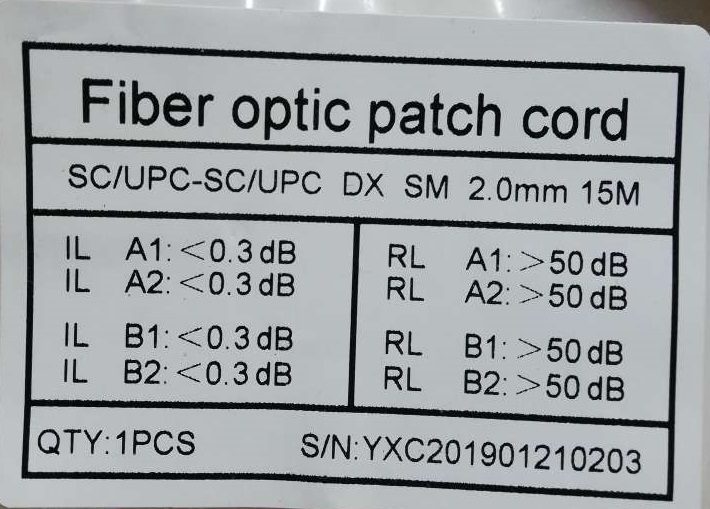 Fiber optic patch cord
SC/UPC-SC/UPC DX SM 2.0mm 15M
IL A1:<0.3dB
IL A2:<0.3dB
IL B1:<0.3dB
IL B2:<0.3dB
RL A1:>50dB
RL A2:>50dB
RL B1:>50dB
RL B2:>50dB
QTY:1PCS
S/N:YXC201901210203